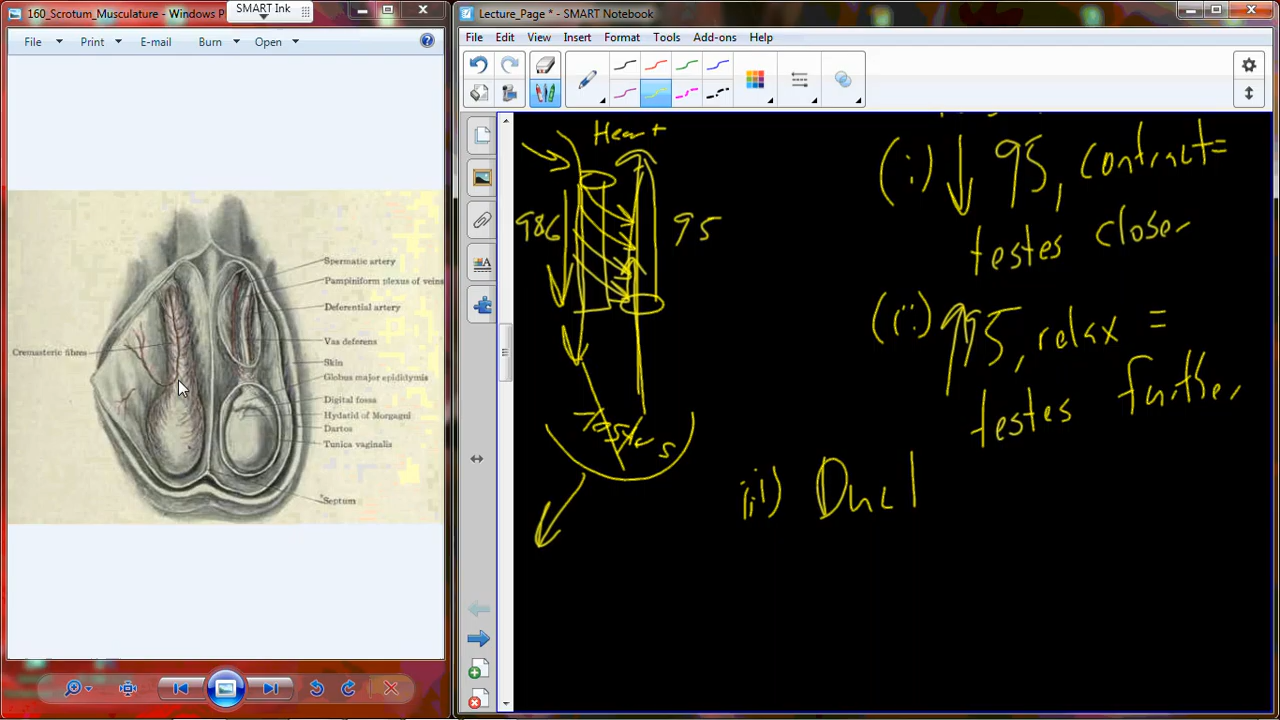 160_Scrotum_Musculature - Windows P
SMART Ink
File Print E-mail Burn Open
Spermatic artery
Pampiniform plexus of veins
Deferential artery
Vas deferens
Cremasteric fibres
Skin
Globus major epididymis
Digital fossa
Hydatid of Morgagni
Dartos
Tunica vaginalis
Septum
Lecture_Page * - SMART Notebook
File Edit View Insert Format Tools Add-ons Help
Heart
986
95
Testes
(i) ↓ 95, contract =
testes closer
(ii) ↑95, relax =
testes further
iii) Duct